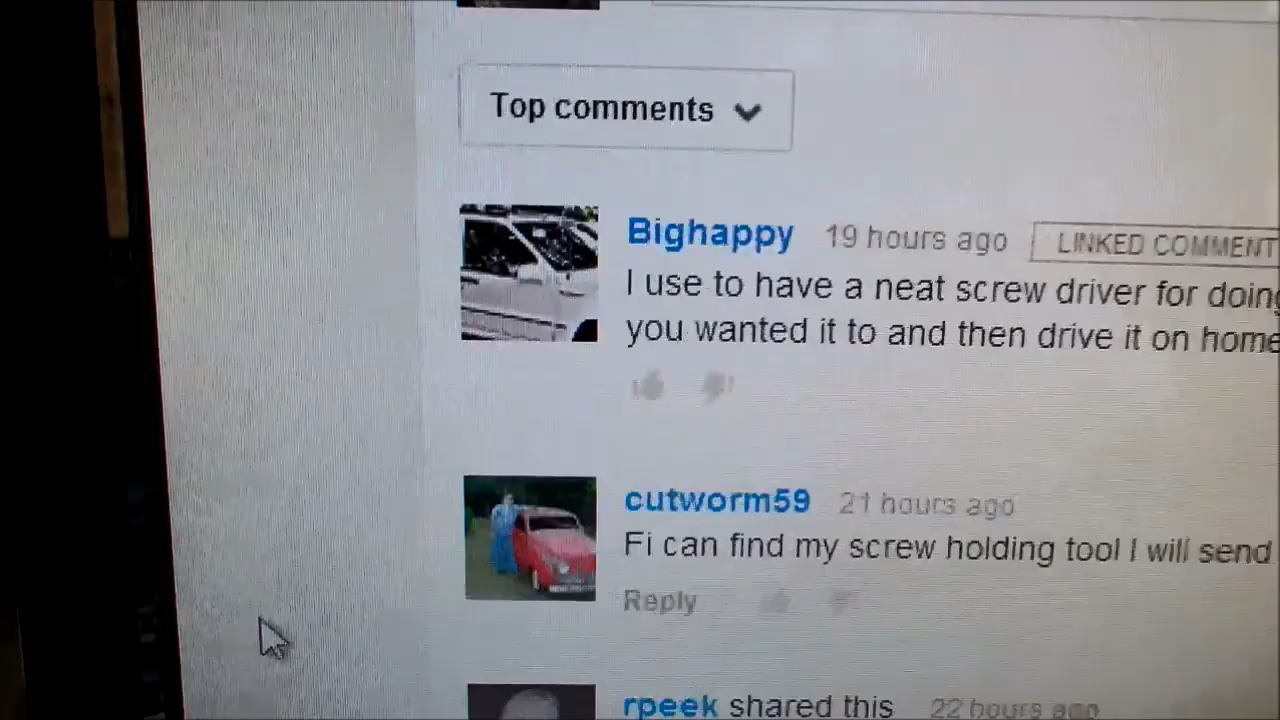 Top comments
Bighappy 19 hours ago LINKED COMMENT
I use to have a neat screw driver for doing
you wanted it to and then drive it on home
cutworm59 21 hours ago
Fi can find my screw holding tool I will send
Reply
rpeek shared this 22 hours ago